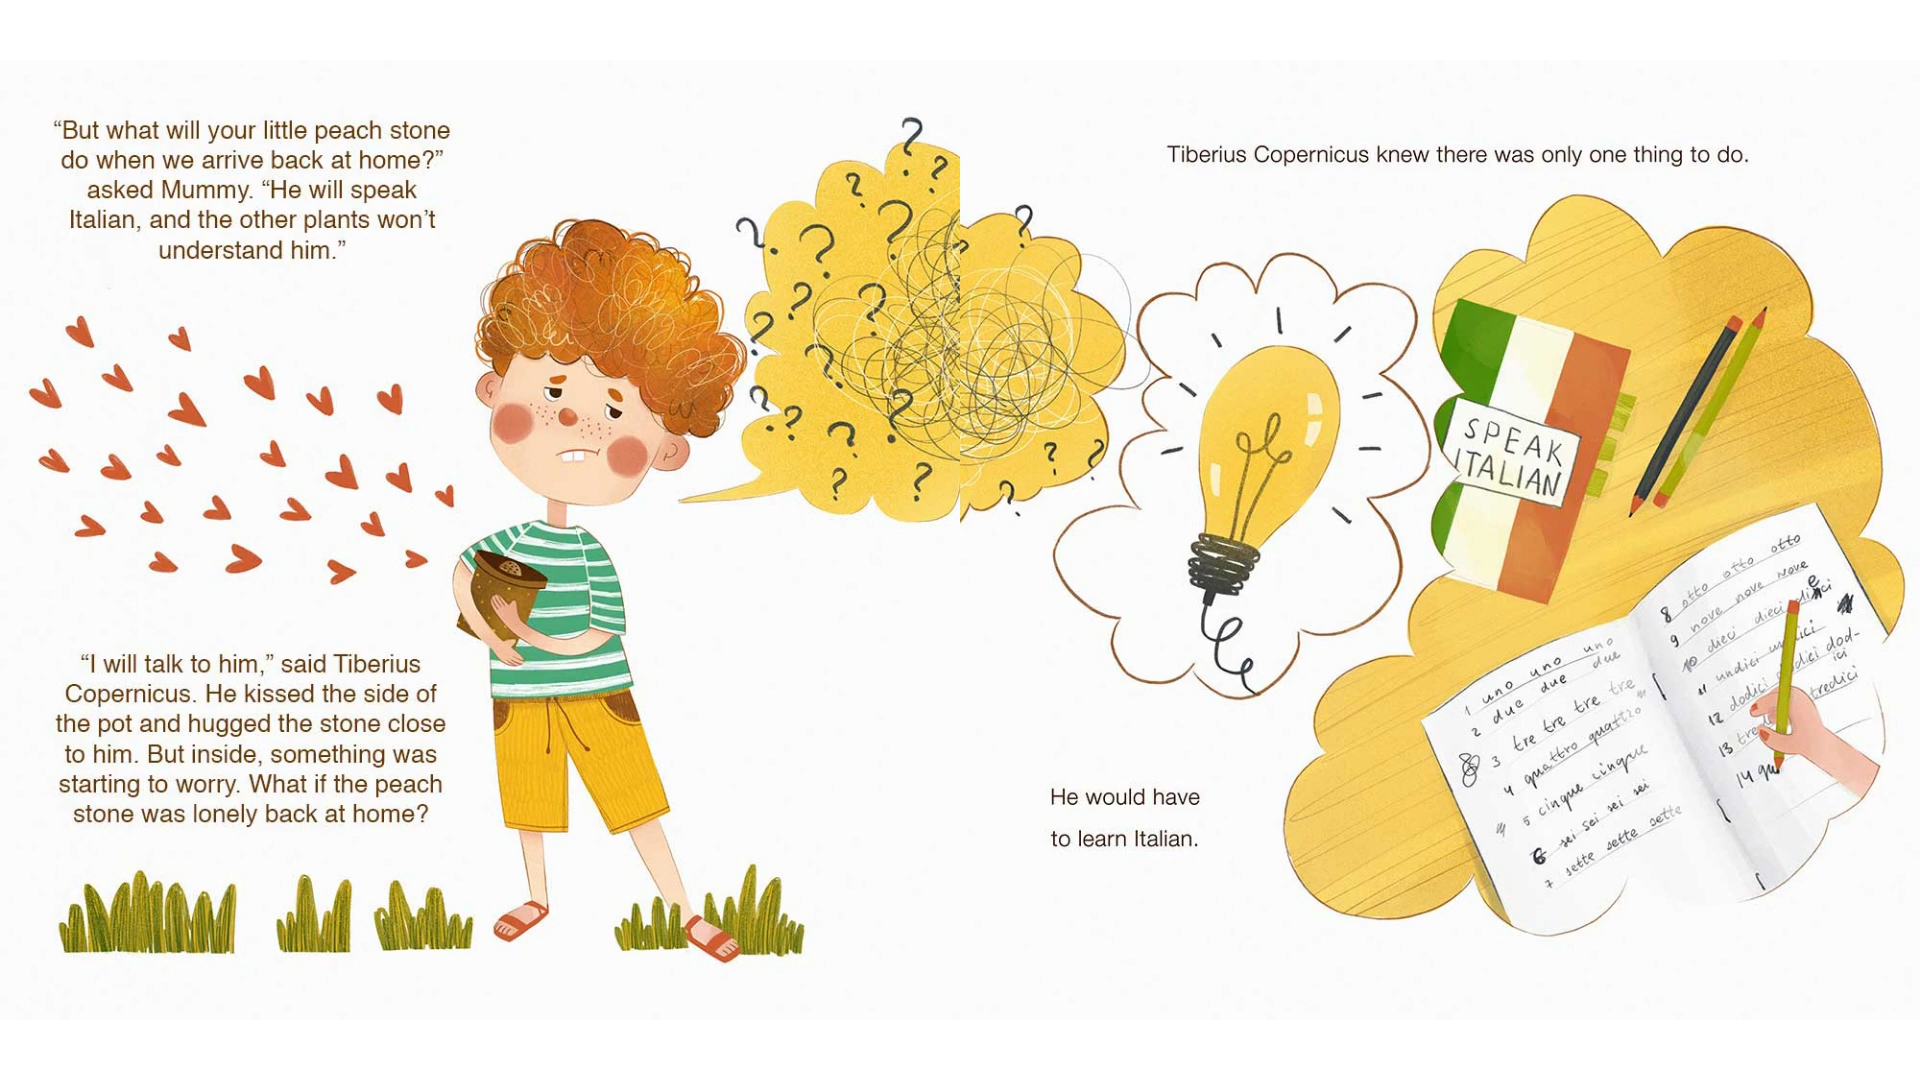 “But what will your little peach stone
do when we arrive back at home?”
asked Mummy. “He will speak
Italian, and the other plants won’t
understand him.”
“I will talk to him,” said Tiberius
Copernicus. He kissed the side of
the pot and hugged the stone close
to him. But inside, something was
starting to worry. What if the peach
stone was lonely back at home?
Tiberius Copernicus knew there was only one thing to do.
He would have
to learn Italian.
SPEAK
ITALIAN
1 uno uno uno
2 due due due
3 tre tre tre tre
4 quattro quattro
5 cinque cinque
6 sei sei sei sei
7 sette sette sette
8 otto otto otto
9 nove nove nove
10 dieci dieci
11 undici
12 dodici dod-
ici
13 tredici
14 qu